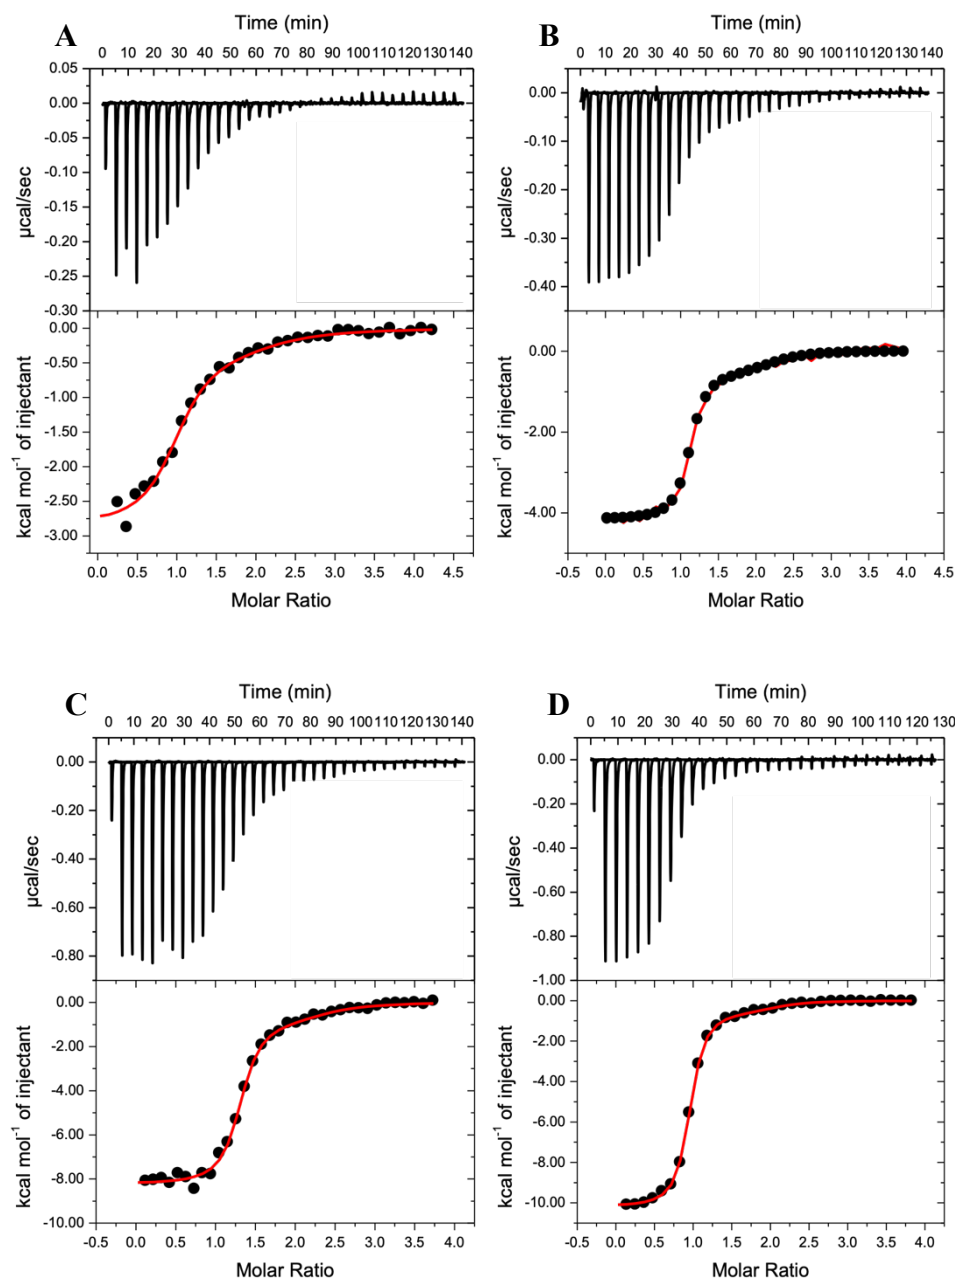 A
Time (min)
0 10 20 30 40 50 60 70 80 90 100 110 120 130 140
0.05
0.00
-0.05
-0.10
-0.15
-0.20
-0.25
-0.30
µcal/sec
0.00
-0.50
-1.00
-1.50
-2.00
-2.50
-3.00
kcal mol⁻¹ of injectant
0.0 0.5 1.0 1.5 2.0 2.5 3.0 3.5 4.0 4.5
Molar Ratio
B
Time (min)
0 10 20 30 40 50 60 70 80 90 100 110 120 130 140
0.00
-0.10
-0.20
-0.30
-0.40
µcal/sec
0.00
-2.00
-4.00
kcal mol⁻¹ of injectant
-0.5 0.0 0.5 1.0 1.5 2.0 2.5 3.0 3.5 4.0 4.5
Molar Ratio
C
Time (min)
0 10 20 30 40 50 60 70 80 90 100 110 120 130 140
0.00
-0.20
-0.40
-0.60
-0.80
µcal/sec
0.00
-2.00
-4.00
-6.00
-8.00
-10.00
kcal mol⁻¹ of injectant
-0.5 0.0 0.5 1.0 1.5 2.0 2.5 3.0 3.5 4.0
Molar Ratio
D
Time (min)
0 10 20 30 40 50 60 70 80 90 100 110 120 130
0.00
-0.20
-0.40
-0.60
-0.80
-1.00
µcal/sec
0.00
-2.00
-4.00
-6.00
-8.00
-10.00
kcal mol⁻¹ of injectant
-0.5 0.0 0.5 1.0 1.5 2.0 2.5 3.0 3.5 4.0
Molar Ratio